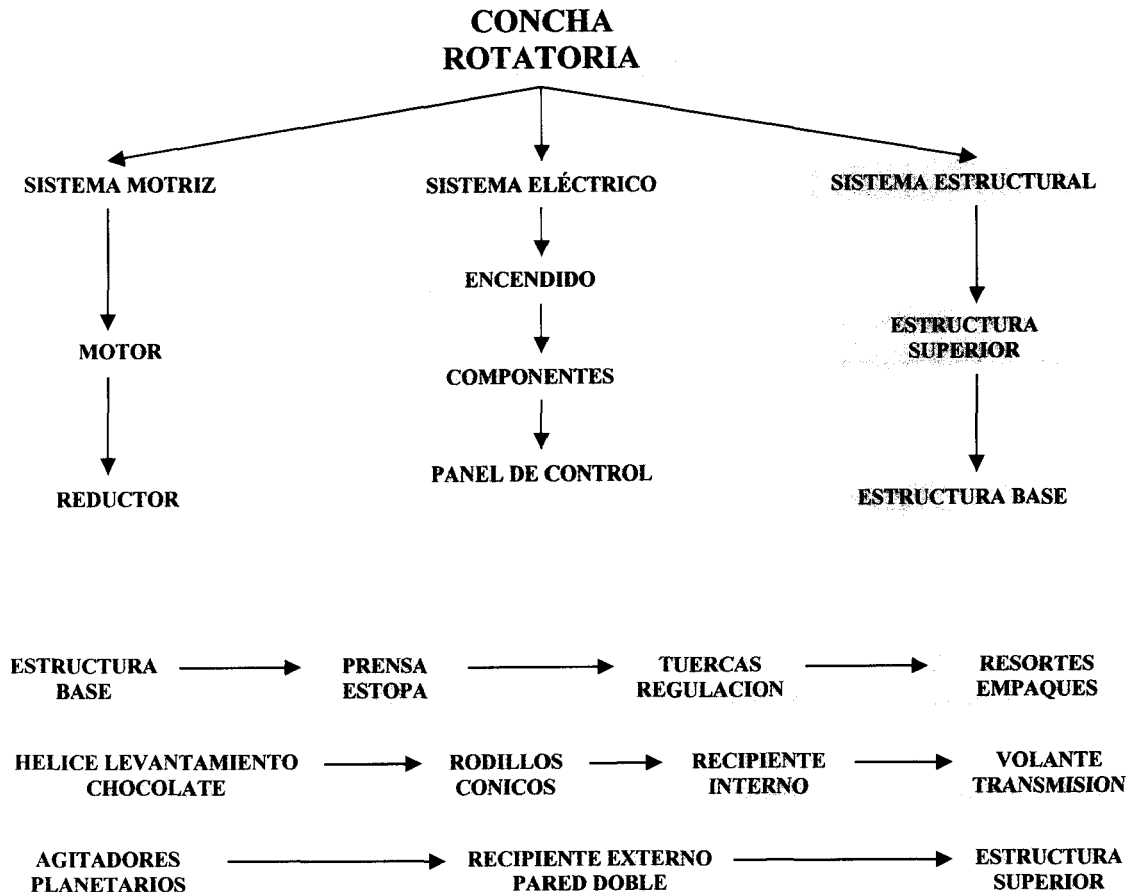 CONCHA
ROTATORIA
SISTEMA MOTRIZ
SISTEMA ELÉCTRICO
SISTEMA ESTRUCTURAL
ENCENDIDO
MOTOR
ESTRUCTURA
SUPERIOR
COMPONENTES
REDUCTOR
PANEL DE CONTROL
ESTRUCTURA BASE
ESTRUCTURA
BASE
PRENSA
ESTOPA
TUERCAS
REGULACION
RESORTES
EMPAQUES
HELICE LEVANTAMIENTO
CHOCOLATE
RODILLOS
CONICOS
RECIPIENTE
INTERNO
VOLANTE
TRANSMISION
AGITADORES
PLANETARIOS
RECIPIENTE EXTERNO
PARED DOBLE
ESTRUCTURA
SUPERIOR